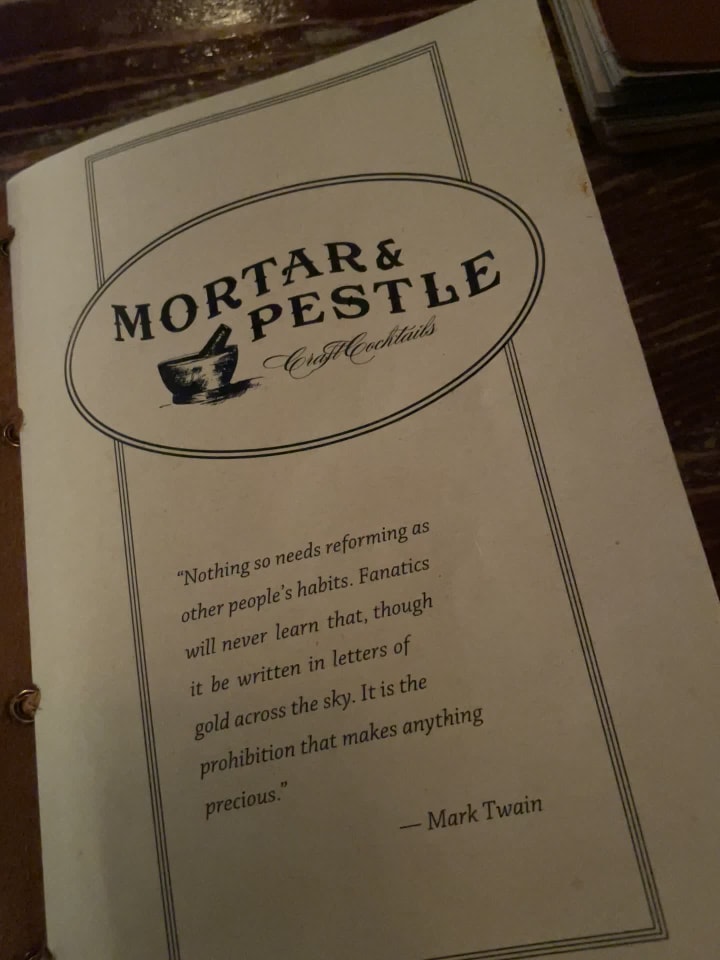 MORTAR &
PESTLE
Craft Cocktails
“Nothing so needs reforming as
other people’s habits. Fanatics
will never learn that, though
it be written in letters of
gold across the sky. It is the
prohibition that makes anything
precious.”
— Mark Twain